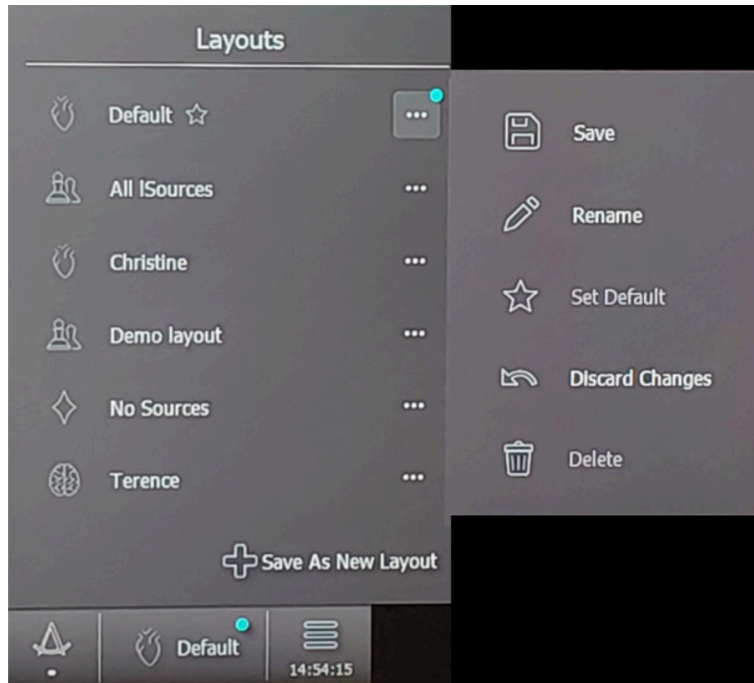 Layouts
Default
All ISources
Christine
Demo layout
No Sources
Terence
Save As New Layout
Default
14:54:15
Save
Rename
Set Default
Discard Changes
Delete